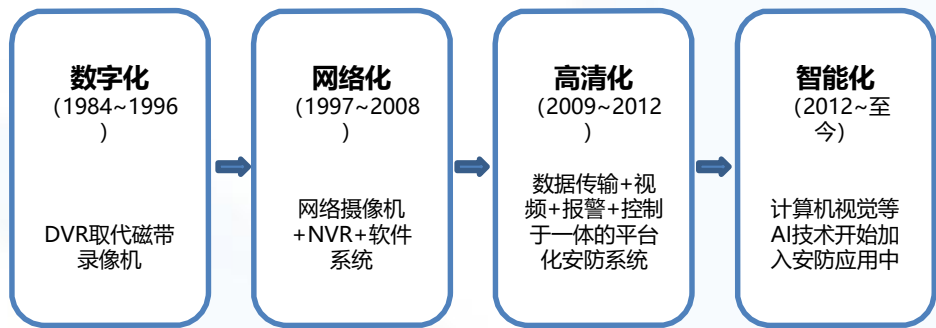 数字化
（1984~1996
）
DVR取代磁带
录像机
网络化
（1997~2008
）
网络摄像机
+NVR+软件
系统
高清化
（2009~2012
）
数据传输+视
频+报警+控制
于一体的平台
化安防系统
智能化
（2012~至
今）
计算机视觉等
AI技术开始加
入安防应用中